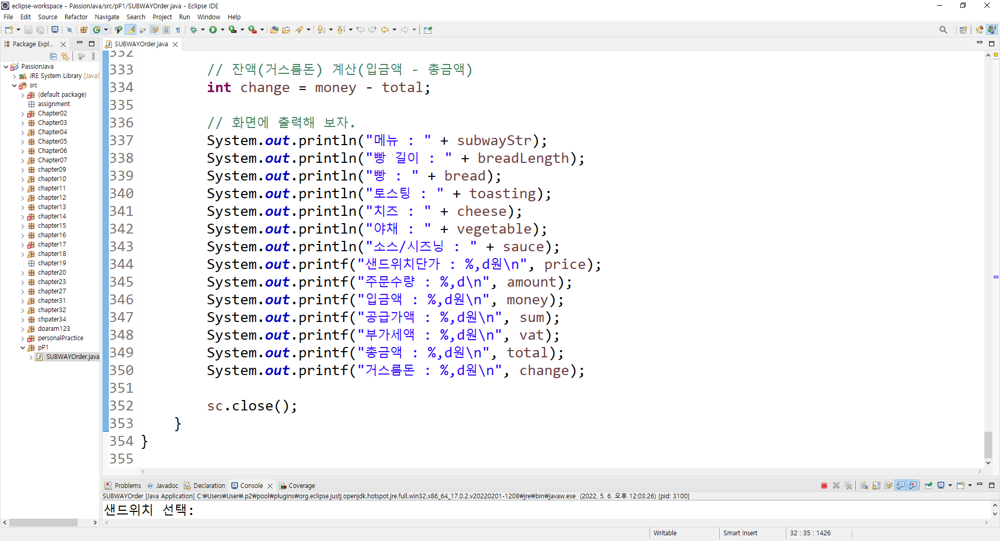 eclipse-workspace - PassionJava/src/pP1/SUBWAYOrder.java - Eclipse IDE
File Edit Source Refactor Navigate Search Project Run Window Help
Package Expl...
SUBWAYOrder.java
PassionJava
JRE System Library [JavaS
src
(default package)
assignment
Chapter02
Chapter03
Chapter04
Chapter05
Chapter06
Chapter07
chapter09
chapter10
chapter11
chapter12
chapter13
chapter14
chapter15
chapter16
chapter17
chapter18
chapter19
chapter20
chapter23
chapter27
chapter31
chapter32
chpater34
doaram123
personalPractice
pP1
SUBWAYOrder.java
332
333 // 잔액(거스름돈) 계산(입금액 - 총금액)
334 int change = money - total;
335
336 // 화면에 출력해 보자.
337 System.out.println("메뉴 : " + subwayStr);
338 System.out.println("빵 길이 : " + breadLength);
339 System.out.println("빵 : " + bread);
340 System.out.println("토스팅 : " + toasting);
341 System.out.println("치즈 : " + cheese);
342 System.out.println("야채 : " + vegetable);
343 System.out.println("소스/시즈닝 : " + sauce);
344 System.out.printf("샌드위치단가 : %,d원\n", price);
345 System.out.printf("주문수량 : %,d\n", amount);
346 System.out.printf("입금액 : %,d원\n", money);
347 System.out.printf("공급가액 : %,d원\n", sum);
348 System.out.printf("부가세액 : %,d원\n", vat);
349 System.out.printf("총금액 : %,d원\n", total);
350 System.out.printf("거스름돈 : %,d원\n", change);
351
352 sc.close();
353 }
354 }
355
Problems @ Javadoc Declaration Console Coverage
SUBWAYOrder [Java Application] C:₩Users₩User₩.p2₩pool₩plugins₩org.eclipse.justj.openjdk.hotspot.jre.full.win32.x86_64_17.0.2.v20220201-1208₩jre₩bin₩javaw.exe (2022. 5. 6. 오후 12:03:26) [pid: 3100]
샌드위치 선택:
Writable Smart Insert 32 : 35 : 1426